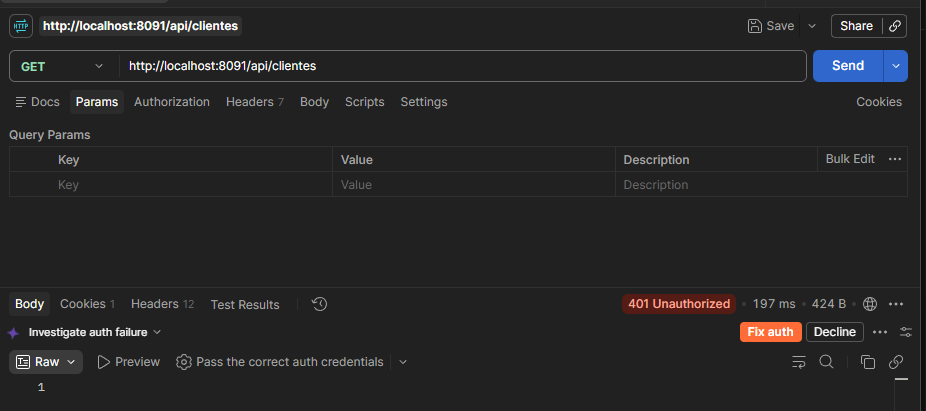 HTTP http://localhost:8091/api/clientes Save Share
GET http://localhost:8091/api/clientes Send
Docs Params Authorization Headers 7 Body Scripts Settings Cookies
Query Params
Key Value Description Bulk Edit
Key Value Description
Body Cookies 1 Headers 12 Test Results 401 Unauthorized 197 ms 424 B
Investigate auth failure Fix auth Decline
Raw Preview Pass the correct auth credentials
1